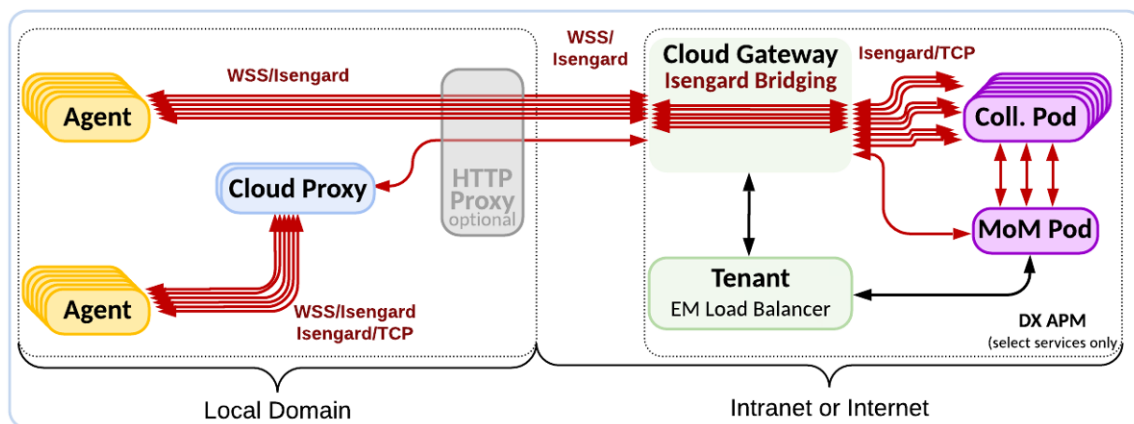 WSS/Isengard
Agent
Cloud Proxy
Agent
WSS/Isengard
Isengard/TCP
HTTP
Proxy
optional
WSS/
Isengard
Cloud Gateway
Isengard Bridging
Isengard/TCP
Coll. Pod
MoM Pod
Tenant
EM Load Balancer
DX APM
(select services only
Local Domain
Intranet or Internet